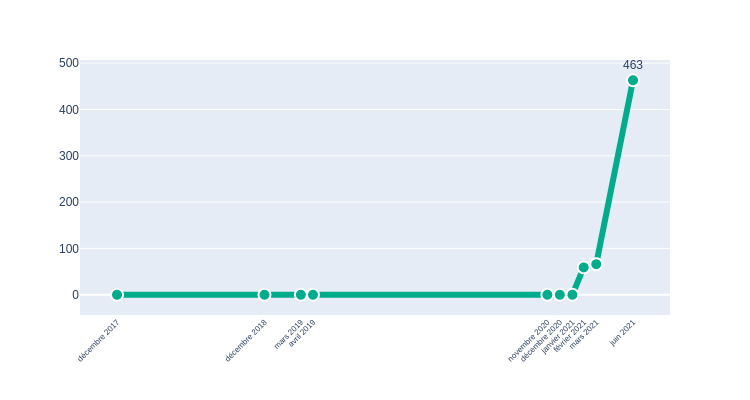 500
463
400
300
200
100
0
décembre 2017
décembre 2018
mars 2019
avril 2019
novembre 2020
décembre 2020
janvier 2021
février 2021
mars 2021
juin 2021